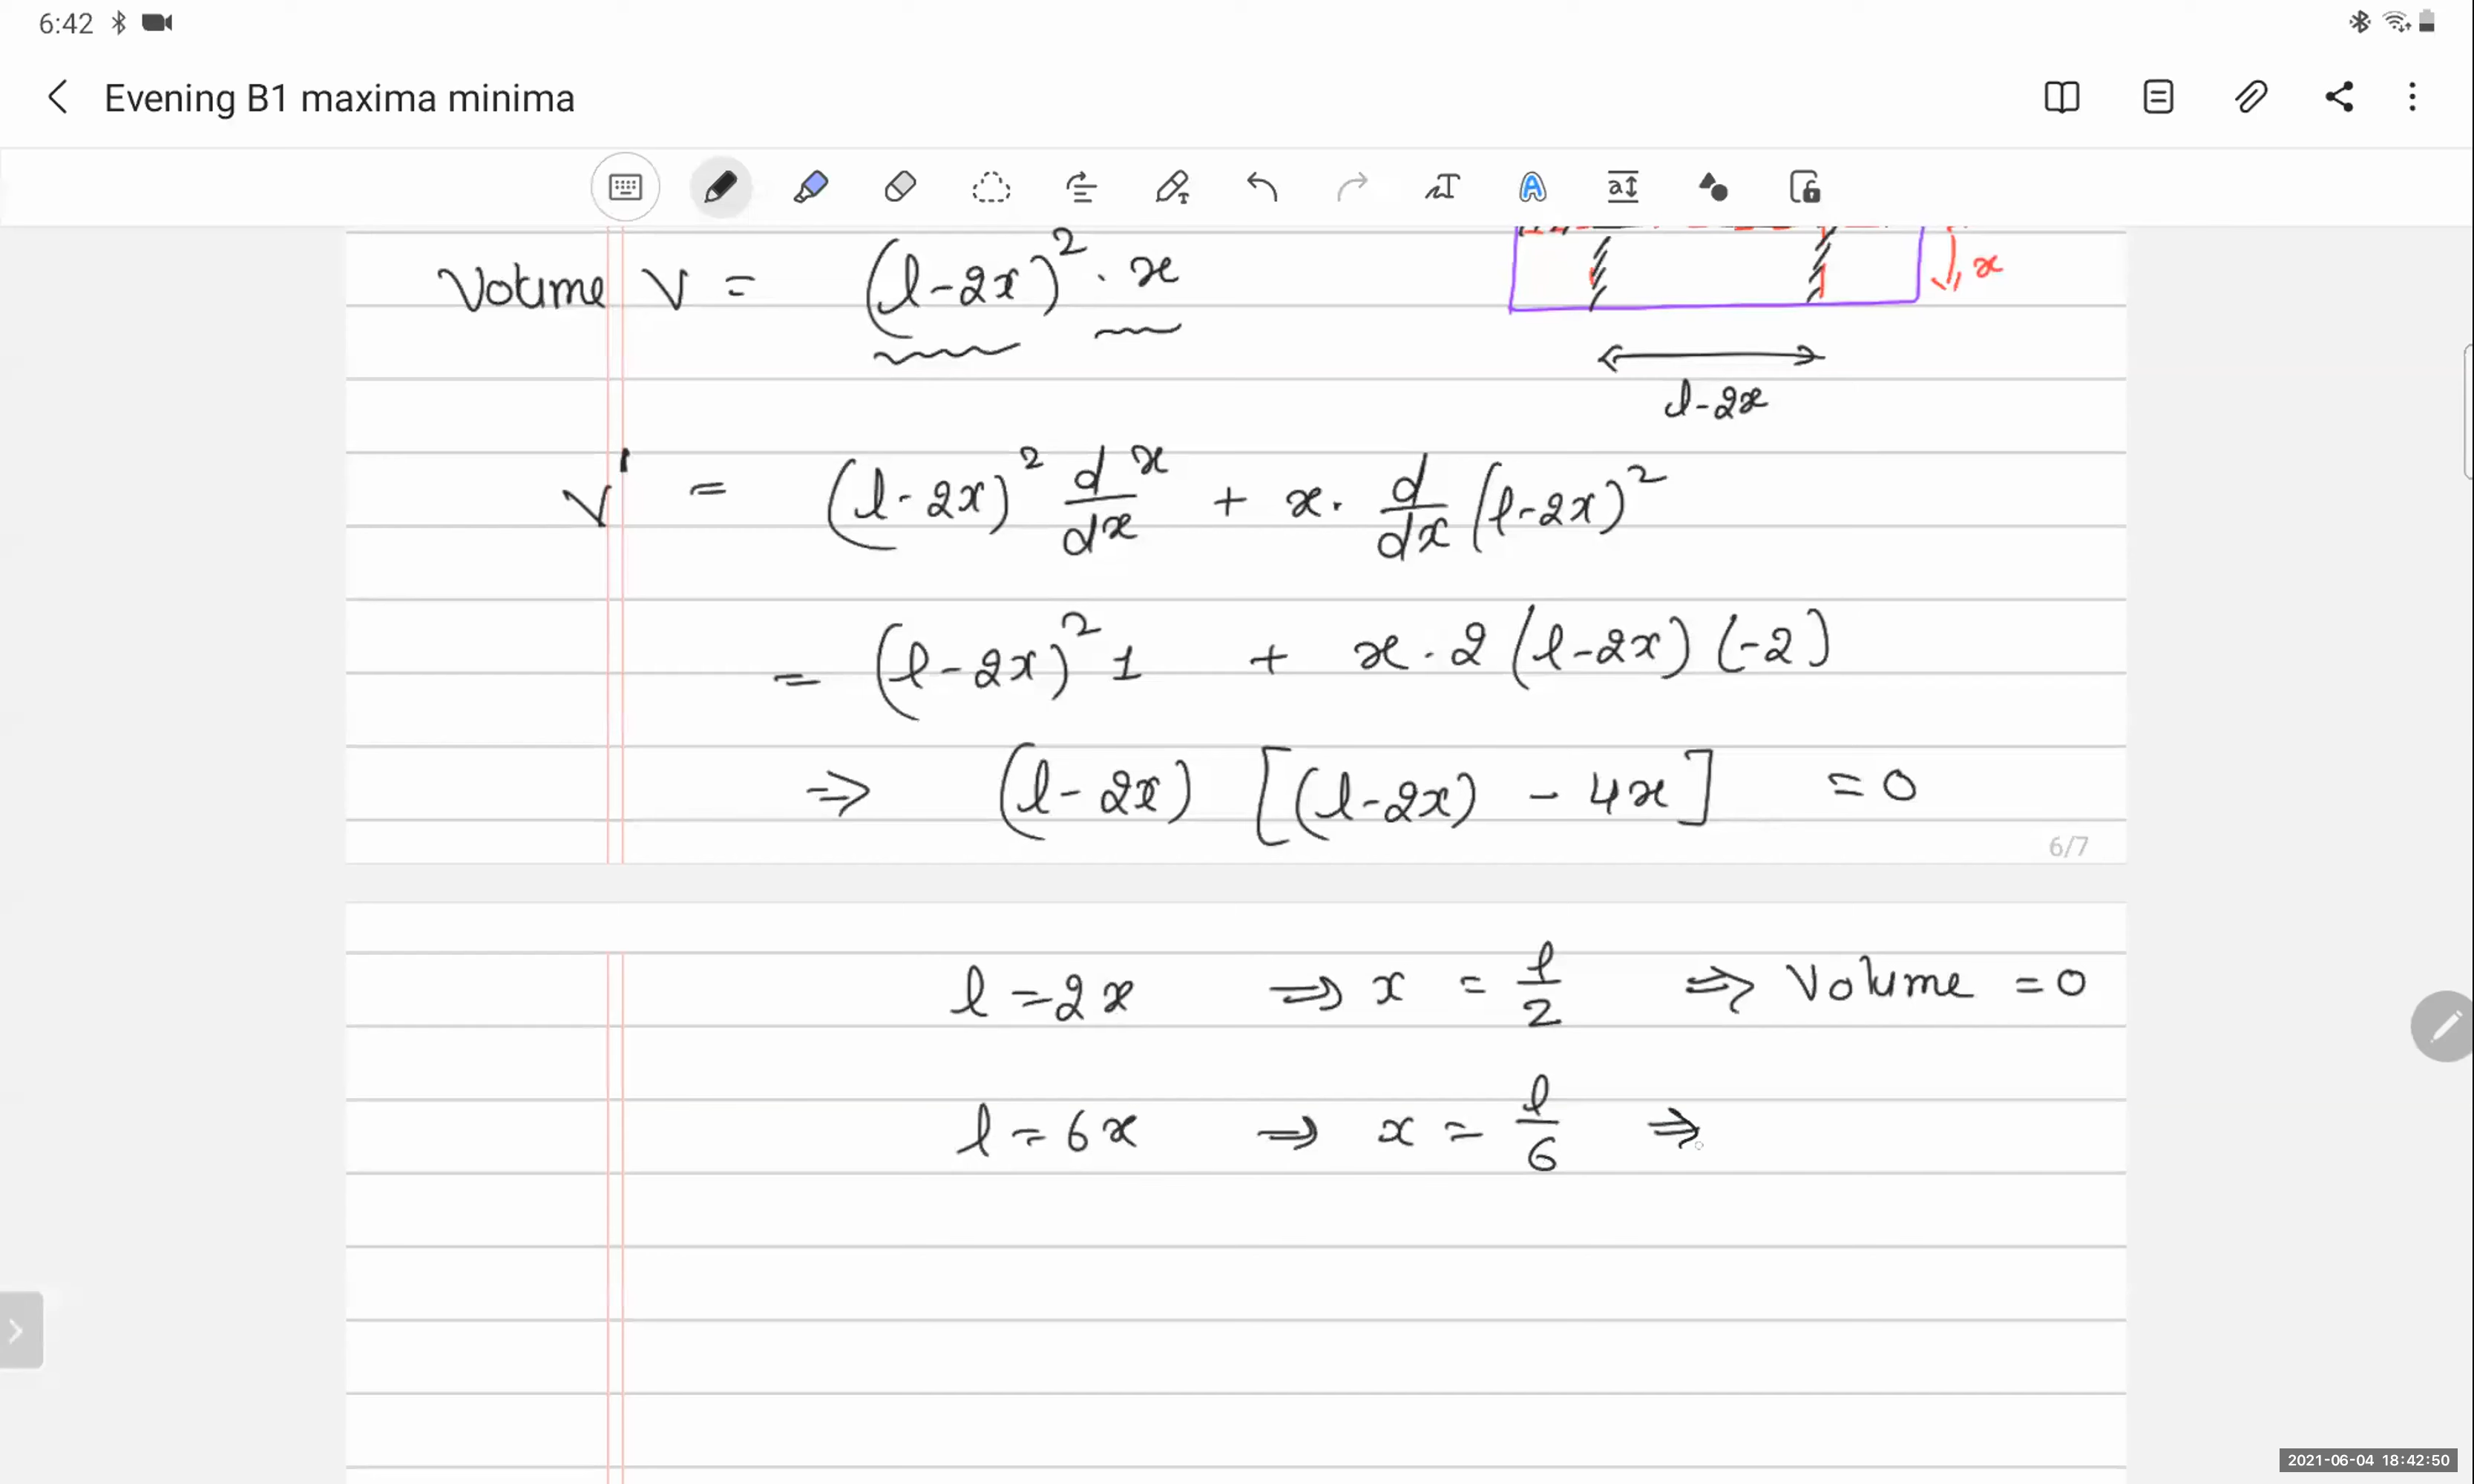 6:42
Evening B1 maxima minima
Volume V = (l-2x)² . x
x
l-2x
V' = (l-2x)² d/dx x + x. d/dx (l-2x)²
= (l-2x)² 1 + x.2(l-2x)(-2)
⇒ (l-2x) [(l-2x) - 4x] = 0
6/7
l = 2x ⇒ x = l/2 ⇒ Volume = 0
l = 6x ⇒ x = l/6 ⇒
2021-06-04 18:42:50